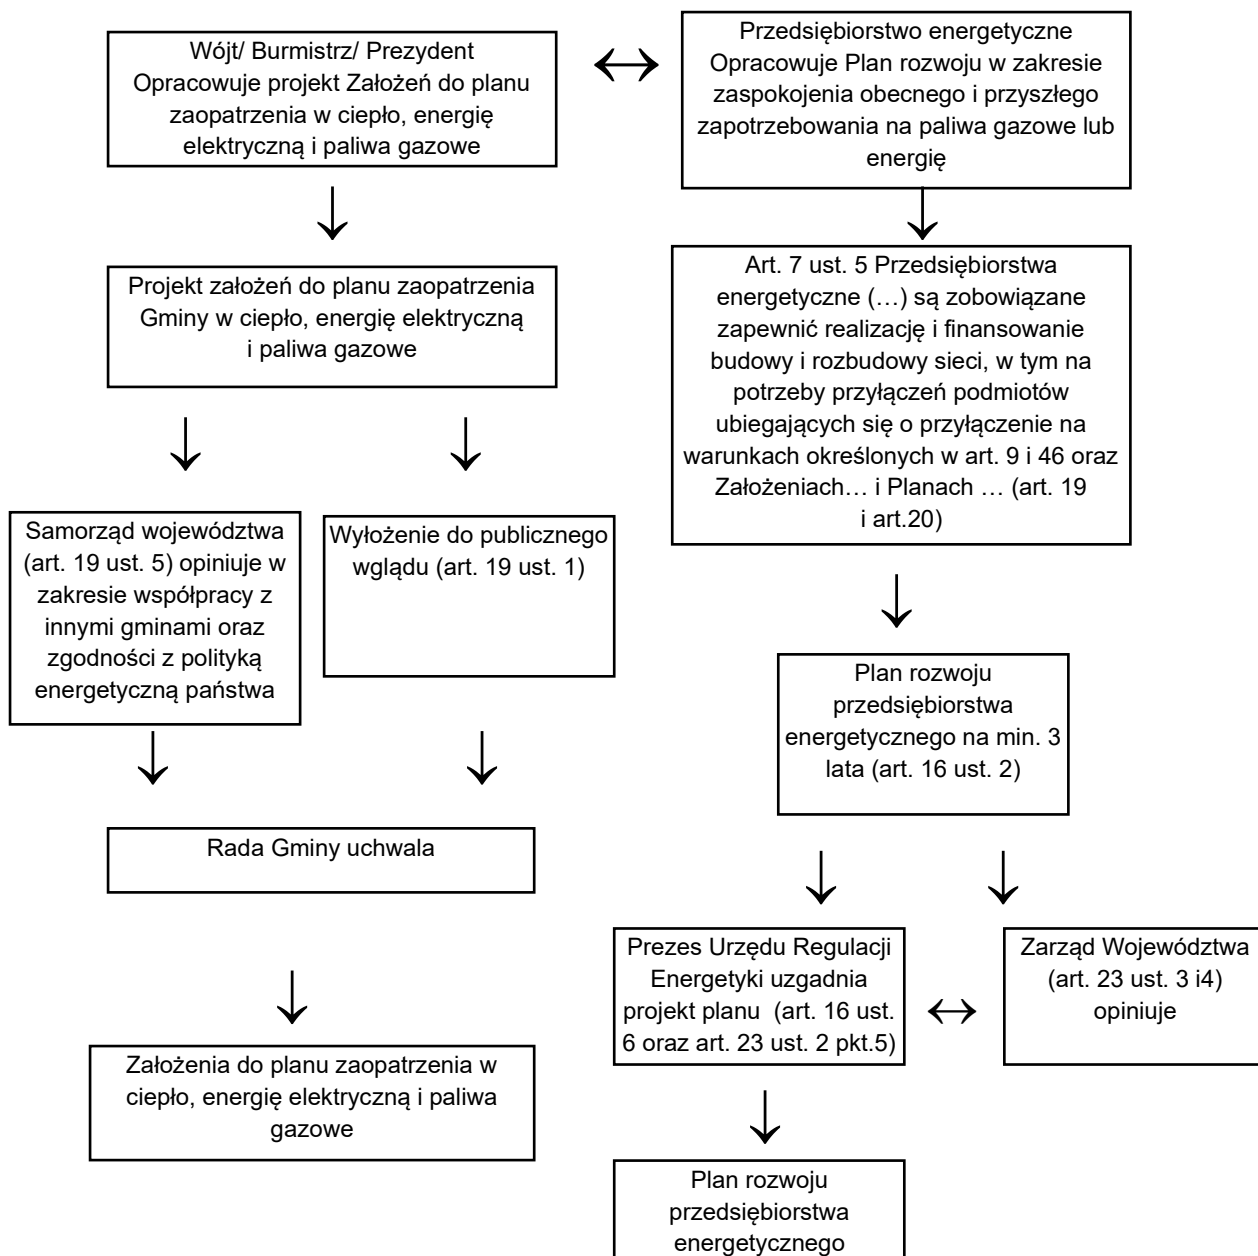 Wójt/ Burmistrz/ Prezydent
Opracowuje projekt Założeń do planu
zaopatrzenia w ciepło, energię
elektryczną i paliwa gazowe
Przedsiębiorstwo energetyczne
Opracowuje Plan rozwoju w zakresie
zaspokojenia obecnego i przyszłego
zapotrzebowania na paliwa gazowe lub
energię
Projekt założeń do planu zaopatrzenia
Gminy w ciepło, energię elektryczną
i paliwa gazowe
Art. 7 ust. 5 Przedsiębiorstwa
energetyczne (…) są zobowiązane
zapewnić realizację i finansowanie
budowy i rozbudowy sieci, w tym na
potrzeby przyłączeń podmiotów
ubiegających się o przyłączenie na
warunkach określonych w art. 9 i 46 oraz
Założeniach… i Planach … (art. 19
i art.20)
Samorząd województwa
(art. 19 ust. 5) opiniuje w
zakresie współpracy z
innymi gminami oraz
zgodności z polityką
energetyczną państwa
Wyłożenie do publicznego
wglądu (art. 19 ust. 1)
Plan rozwoju
przedsiębiorstwa
energetycznego na min. 3
lata (art. 16 ust. 2)
Rada Gminy uchwala
Prezes Urzędu Regulacji
Energetyki uzgadnia
projekt planu  (art. 16 ust.
6 oraz art. 23 ust. 2 pkt.5)
Zarząd Województwa
(art. 23 ust. 3 i4)
opiniuje
Założenia do planu zaopatrzenia w
ciepło, energię elektryczną i paliwa
gazowe
Plan rozwoju
przedsiębiorstwa
energetycznego